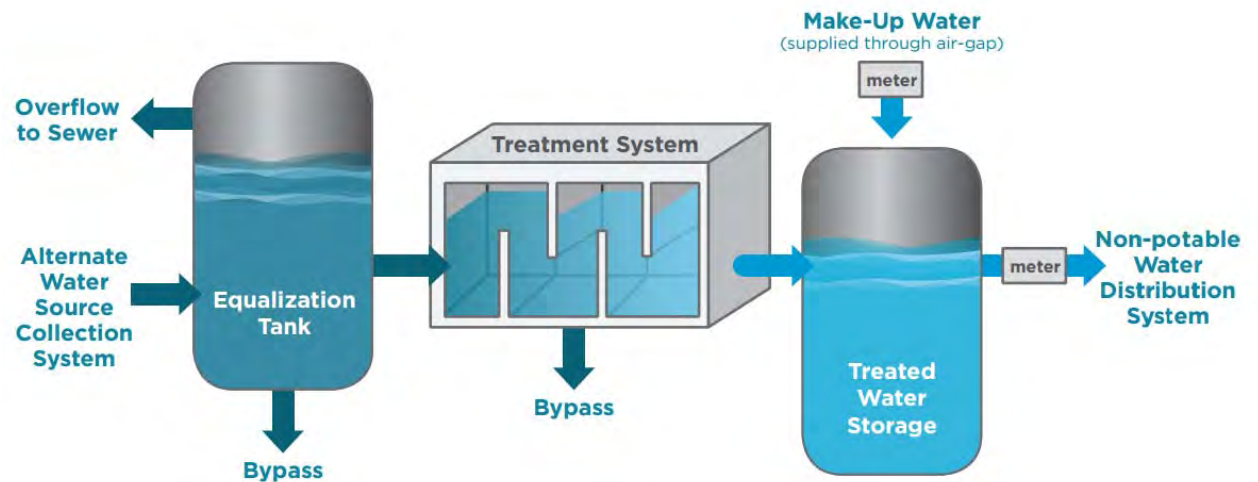 Make-Up Water
(supplied through air-gap)
meter
Overflow
to Sewer
Treatment System
Alternate
Water
Source
Collection
System
Equalization
Tank
meter
Non-potable
Water
Distribution
System
Treated
Water
Storage
Bypass
Bypass